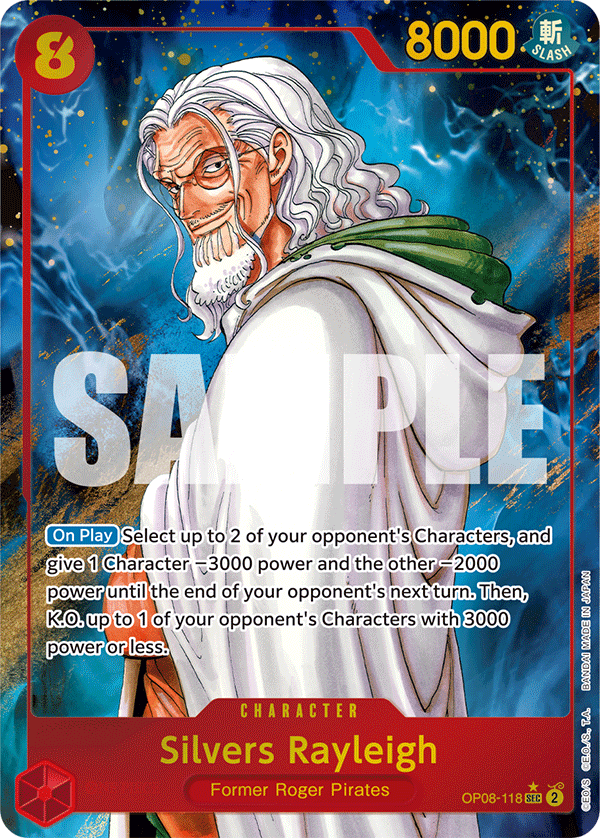 8
8000
斬
SLASH
SAMPLE
On Play Select up to 2 of your opponent's Characters, and
give 1 Character −3000 power and the other −2000
power until the end of your opponent's next turn. Then,
K.O. up to 1 of your opponent's Characters with 3000
power or less.
CHARACTER
Silvers Rayleigh
Former Roger Pirates
OP08-118 SEC ★ 2
©EO/S ©E.O./S, T.A. BANDAI MADE IN JAPAN